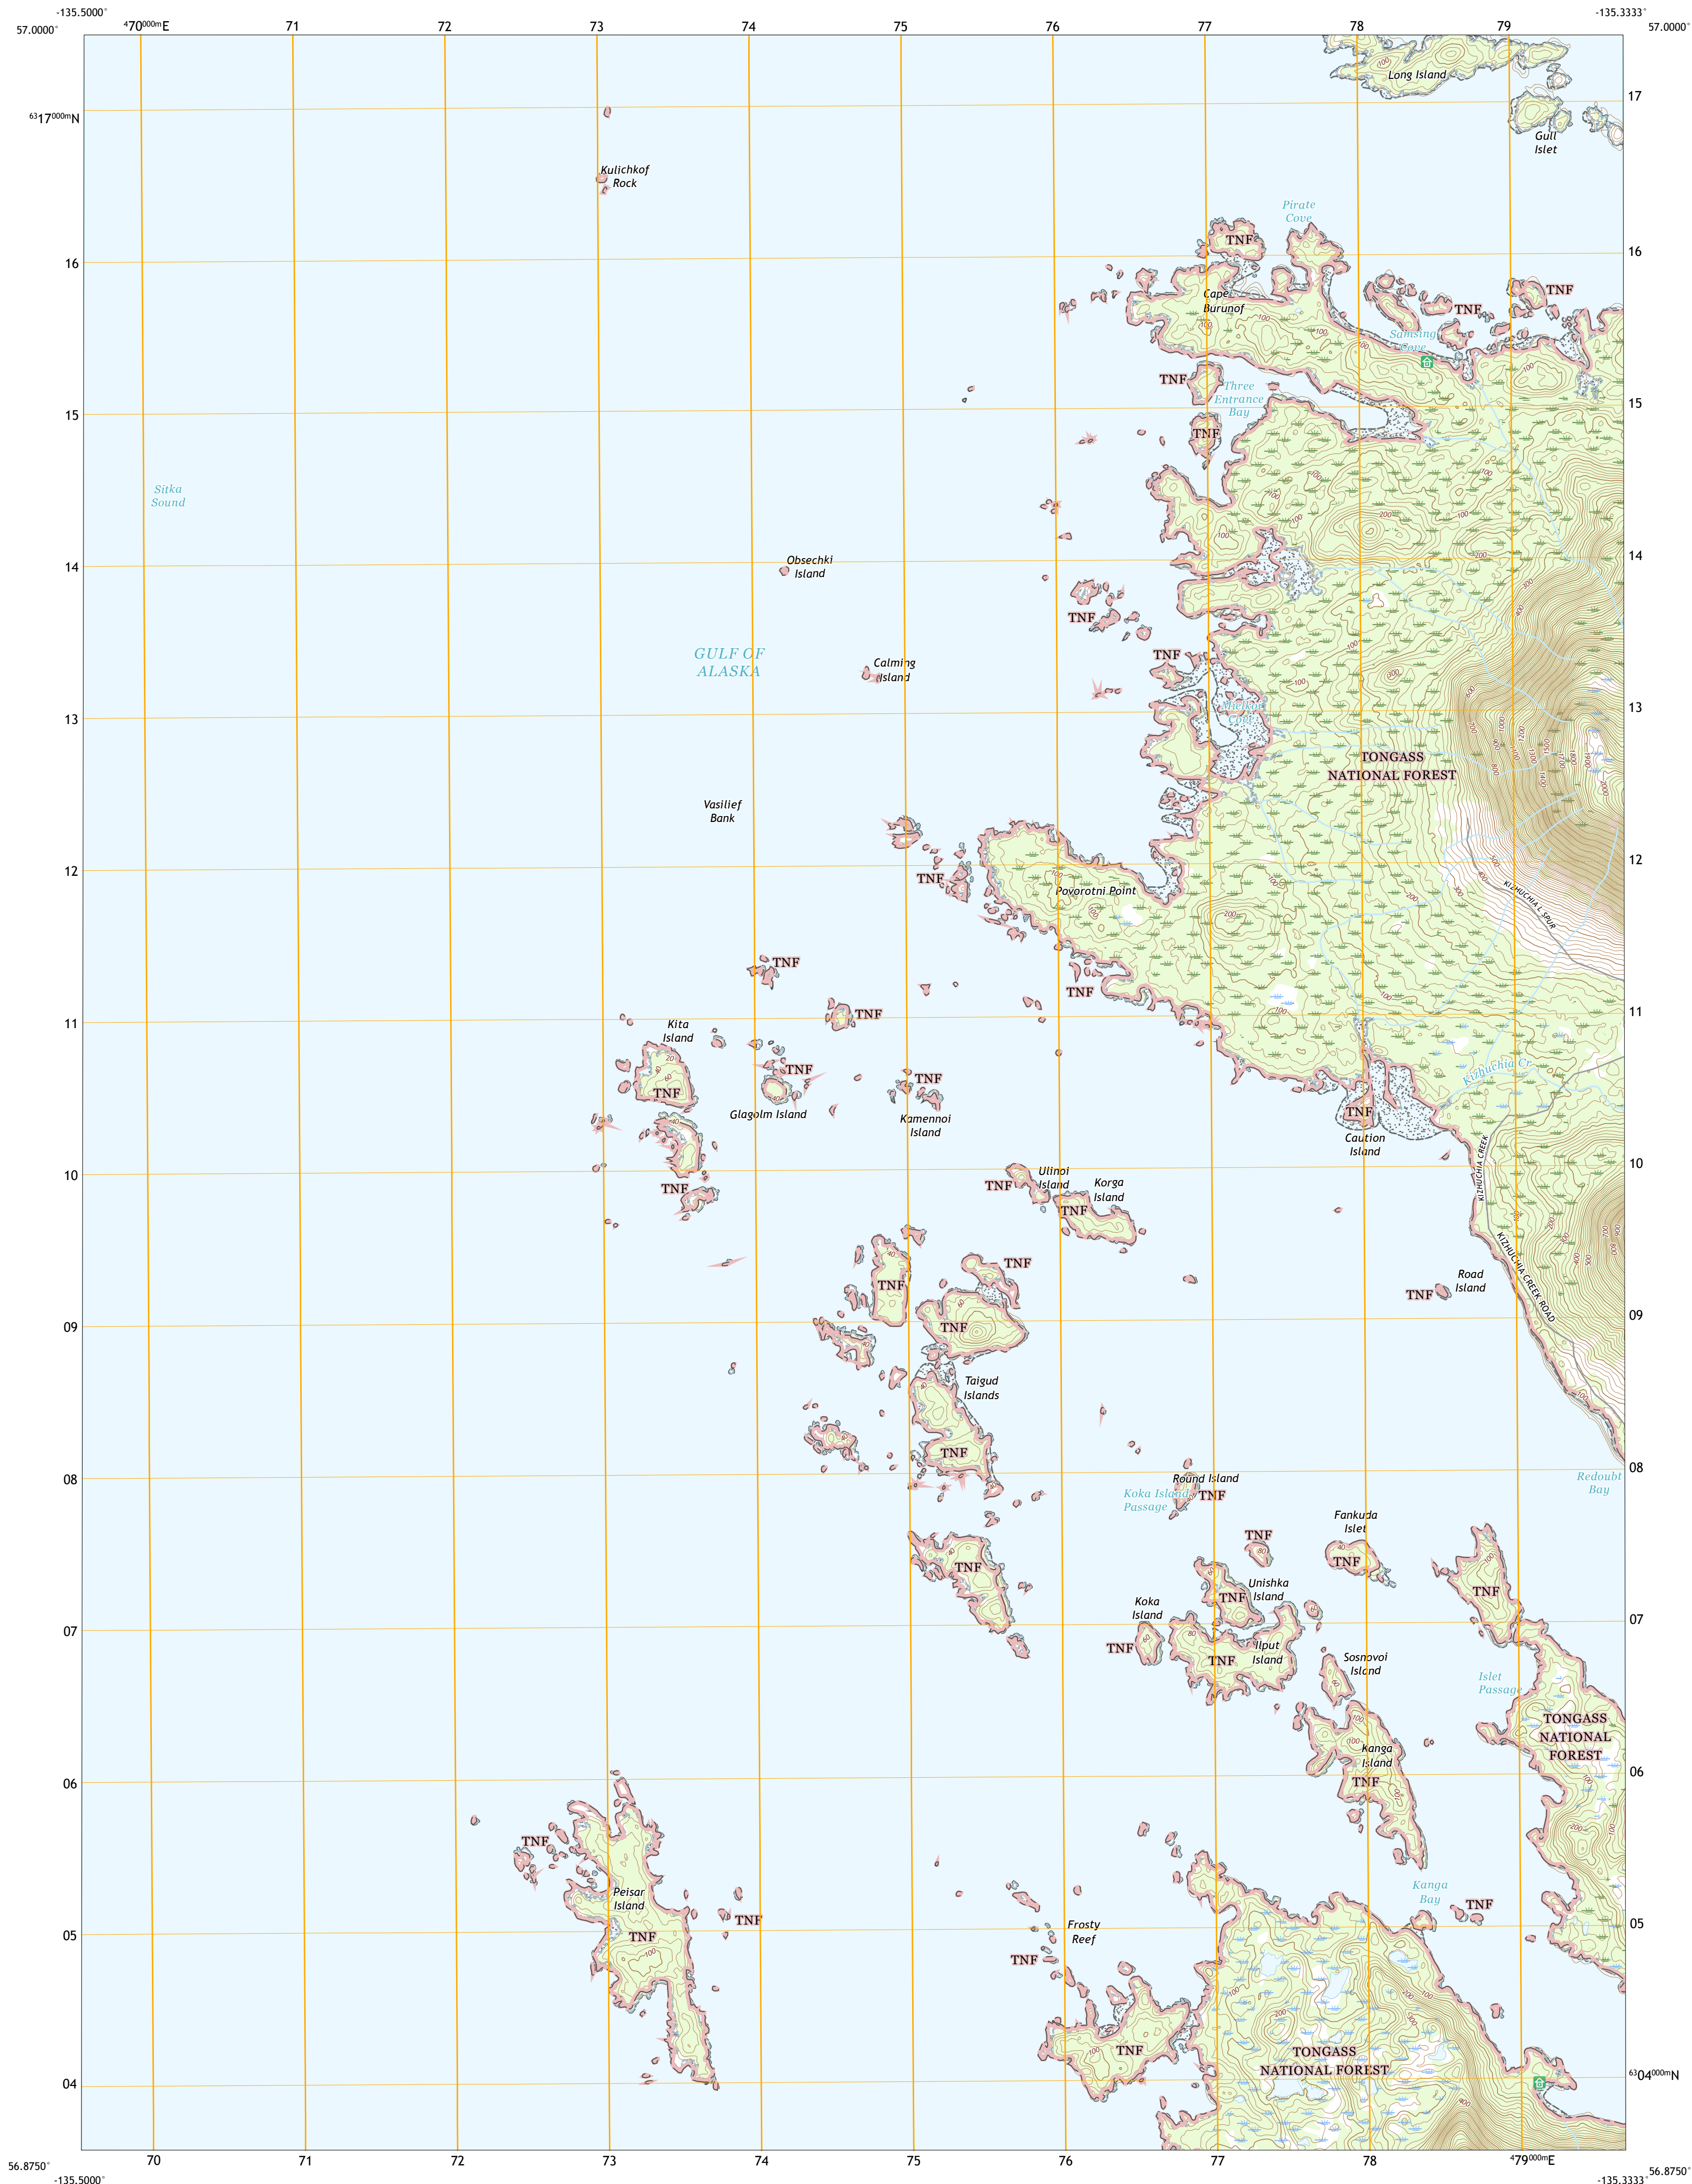 -135.5000°
-135.3333°
57.0000°
470000mE
71
72
73
74
75
76
77
78
79
57.0000°
Long Island
17
6317000mN
Gull
Islet
Kulichkof
Rock
Pirate
Cove
TNF
16
16
TNF
Cape
Burunof
TNF
Samsing
Cove
TNF
Three
Entrance
Bay
15
15
TNF
Sitka
Sound
Obsechki
Island
14
14
TNF
GULF OF
ALASKA
Calming
Island
TNF
Mielkoi
Cove
13
13
TONGASS
NATIONAL FOREST
Vasilief
Bank
12
12
TNF
Povorotni Point
KIZHUCHIA L SPUR
TNF
TNF
TNF
11
11
Kita
Island
TNF
TNF
TNF
Kizhuchia Cr
Glagolm Island
Kamennoi
Island
TNF
Caution
Island
KIZHUCHIA CREEK
10
10
TNF
Ulinoi
Island
TNF
Korga
Island
TNF
KIZHUCHIA CREEK ROAD
TNF
TNF
Road
Island
TNF
09
09
TNF
Taigud
Islands
TNF
08
08
Round Island
TNF
Koka Island
Passage
Redoubt
Bay
Fankuda
Islet
TNF
TNF
TNF
Unishka
Island
TNF
TNF
Koka
Island
TNF
07
07
Ilput
Island
TNF
Sosnovoi
Island
Islet
Passage
TONGASS
NATIONAL
FOREST
Kanga
Island
TNF
06
06
TNF
Peisar
Island
TNF
TNF
Kanga
Bay
TNF
05
05
Frosty
Reef
TNF
TNF
TONGASS
NATIONAL FOREST
04
6304000mN
56.8750°
-135.5000°
70
71
72
73
74
75
76
77
78
479000mE
56.8750°
-135.3333°